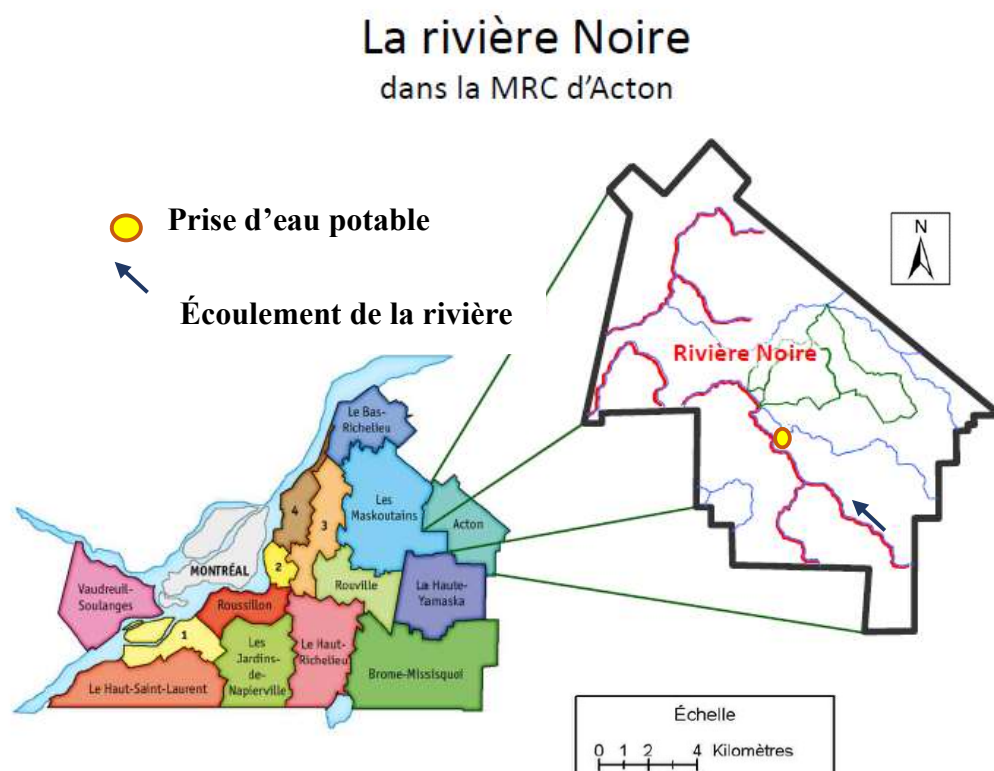 La rivière Noire
dans la MRC d'Acton
Prise d'eau potable
Écoulement de la rivière
N
Rivière Noire
Le Bas-
Richelieu
Les
Maskoutains
Acton
4
3
2
MONTRÉAL
Vaudreuil-
Soulanges
Rouville
La Haute-
Yamaska
Roussillon
1
Les
Jardins-
de-
Napierville
Le Haut-
Richelieu
Brome-Missisquoi
Le Haut-Saint-Laurent
Échelle
0 1 2 4 Kilomètres